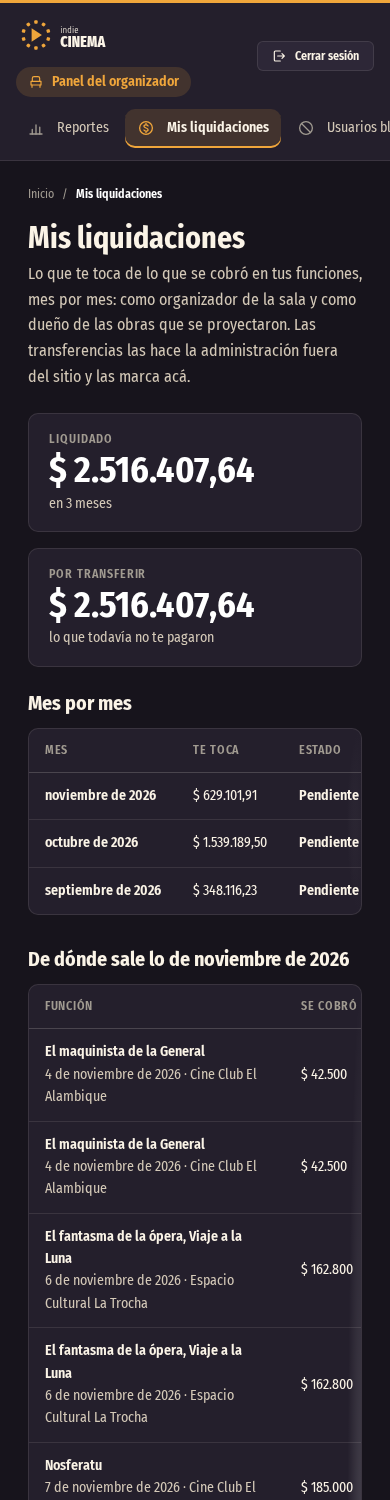 indie
CINEMA
Cerrar sesión
Panel del organizador
Reportes
Mis liquidaciones
Usuarios bl
Inicio / Mis liquidaciones
Mis liquidaciones
Lo que te toca de lo que se cobró en tus funciones,
mes por mes: como organizador de la sala y como
dueño de las obras que se proyectaron. Las
transferencias las hace la administración fuera
del sitio y las marca acá.
LIQUIDADO
$ 2.516.407,64
en 3 meses
POR TRANSFERIR
$ 2.516.407,64
lo que todavía no te pagaron
Mes por mes
MES TE TOCA ESTADO
noviembre de 2026 $ 629.101,91 Pendiente
octubre de 2026 $ 1.539.189,50 Pendiente
septiembre de 2026 $ 348.116,23 Pendiente
De dónde sale lo de noviembre de 2026
FUNCIÓN SE COBRÓ
El maquinista de la General
4 de noviembre de 2026 · Cine Club El
Alambique
$ 42.500
El maquinista de la General
4 de noviembre de 2026 · Cine Club El
Alambique
$ 42.500
El fantasma de la ópera, Viaje a la
Luna
6 de noviembre de 2026 · Espacio
Cultural La Trocha
$ 162.800
El fantasma de la ópera, Viaje a la
Luna
6 de noviembre de 2026 · Espacio
Cultural La Trocha
$ 162.800
Nosferatu
7 de noviembre de 2026 · Cine Club El
$ 185.000